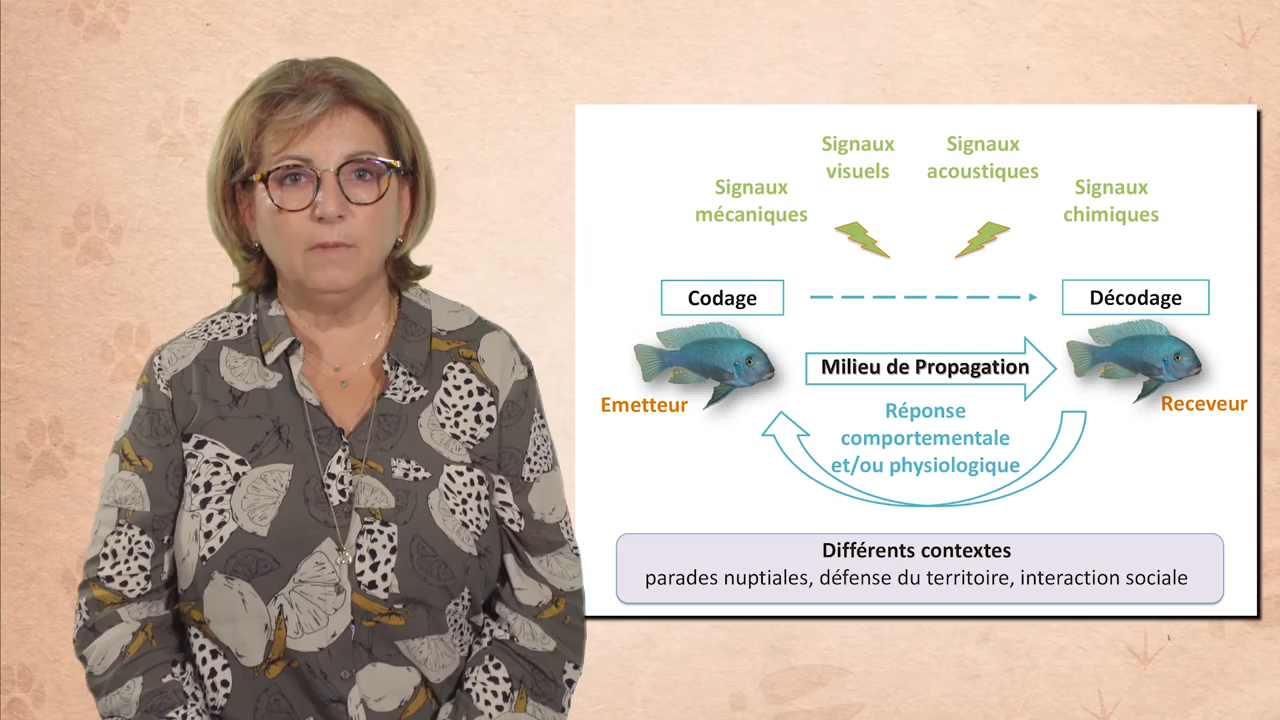 Signaux
visuels
Signaux
acoustiques
Signaux
mécaniques
Signaux
chimiques
Codage
Décodage
Milieu de Propagation
Emetteur
Receveur
Réponse
comportementale
et/ou physiologique
Différents contextes
parades nuptiales, défense du territoire, interaction sociale